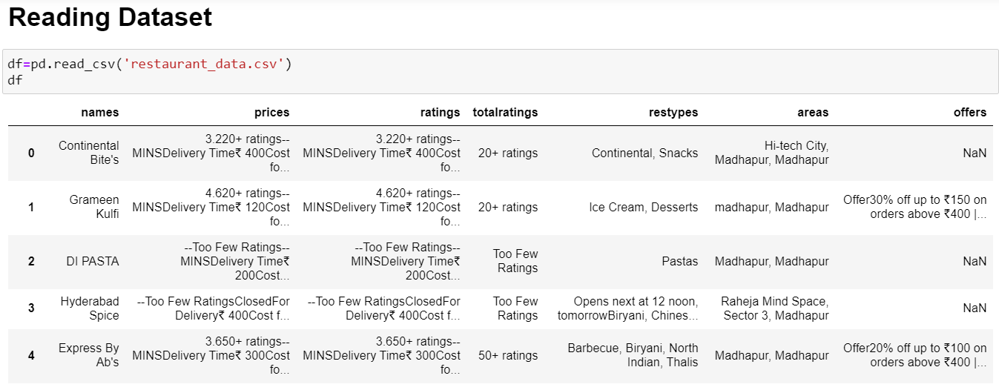 Reading Dataset
df=pd.read_csv('restaurant_data.csv')
df
names prices ratings totalratings restypes areas offers
0 Continental Bite's 3.220+ ratings--MINSDelivery Time₹ 400Cost fo... 3.220+ ratings--MINSDelivery Time₹ 400Cost fo... 20+ ratings Continental, Snacks Hi-tech City, Madhapur, Madhapur NaN
1 Grameen Kulfi 4.620+ ratings--MINSDelivery Time₹ 120Cost fo... 4.620+ ratings--MINSDelivery Time₹ 120Cost fo... 20+ ratings Ice Cream, Desserts madhapur, Madhapur Offer30% off up to ₹150 on orders above ₹400 |...
2 DI PASTA --Too Few Ratings--MINSDelivery Time₹ 200Cost... --Too Few Ratings--MINSDelivery Time₹ 200Cost... Too Few Ratings Pastas Madhapur, Madhapur NaN
3 Hyderabad Spice --Too Few RatingsClosedFor Delivery₹ 400Cost f... --Too Few RatingsClosedFor Delivery₹ 400Cost f... Too Few Ratings Opens next at 12 noon, tomorrowBiryani, Chines... Raheja Mind Space, Sector 3, Madhapur NaN
4 Express By Ab's 3.650+ ratings--MINSDelivery Time₹ 300Cost fo... 3.650+ ratings--MINSDelivery Time₹ 300Cost fo... 50+ ratings Barbecue, Biryani, North Indian, Thalis Madhapur, Madhapur Offer20% off up to ₹100 on orders above ₹400 |...